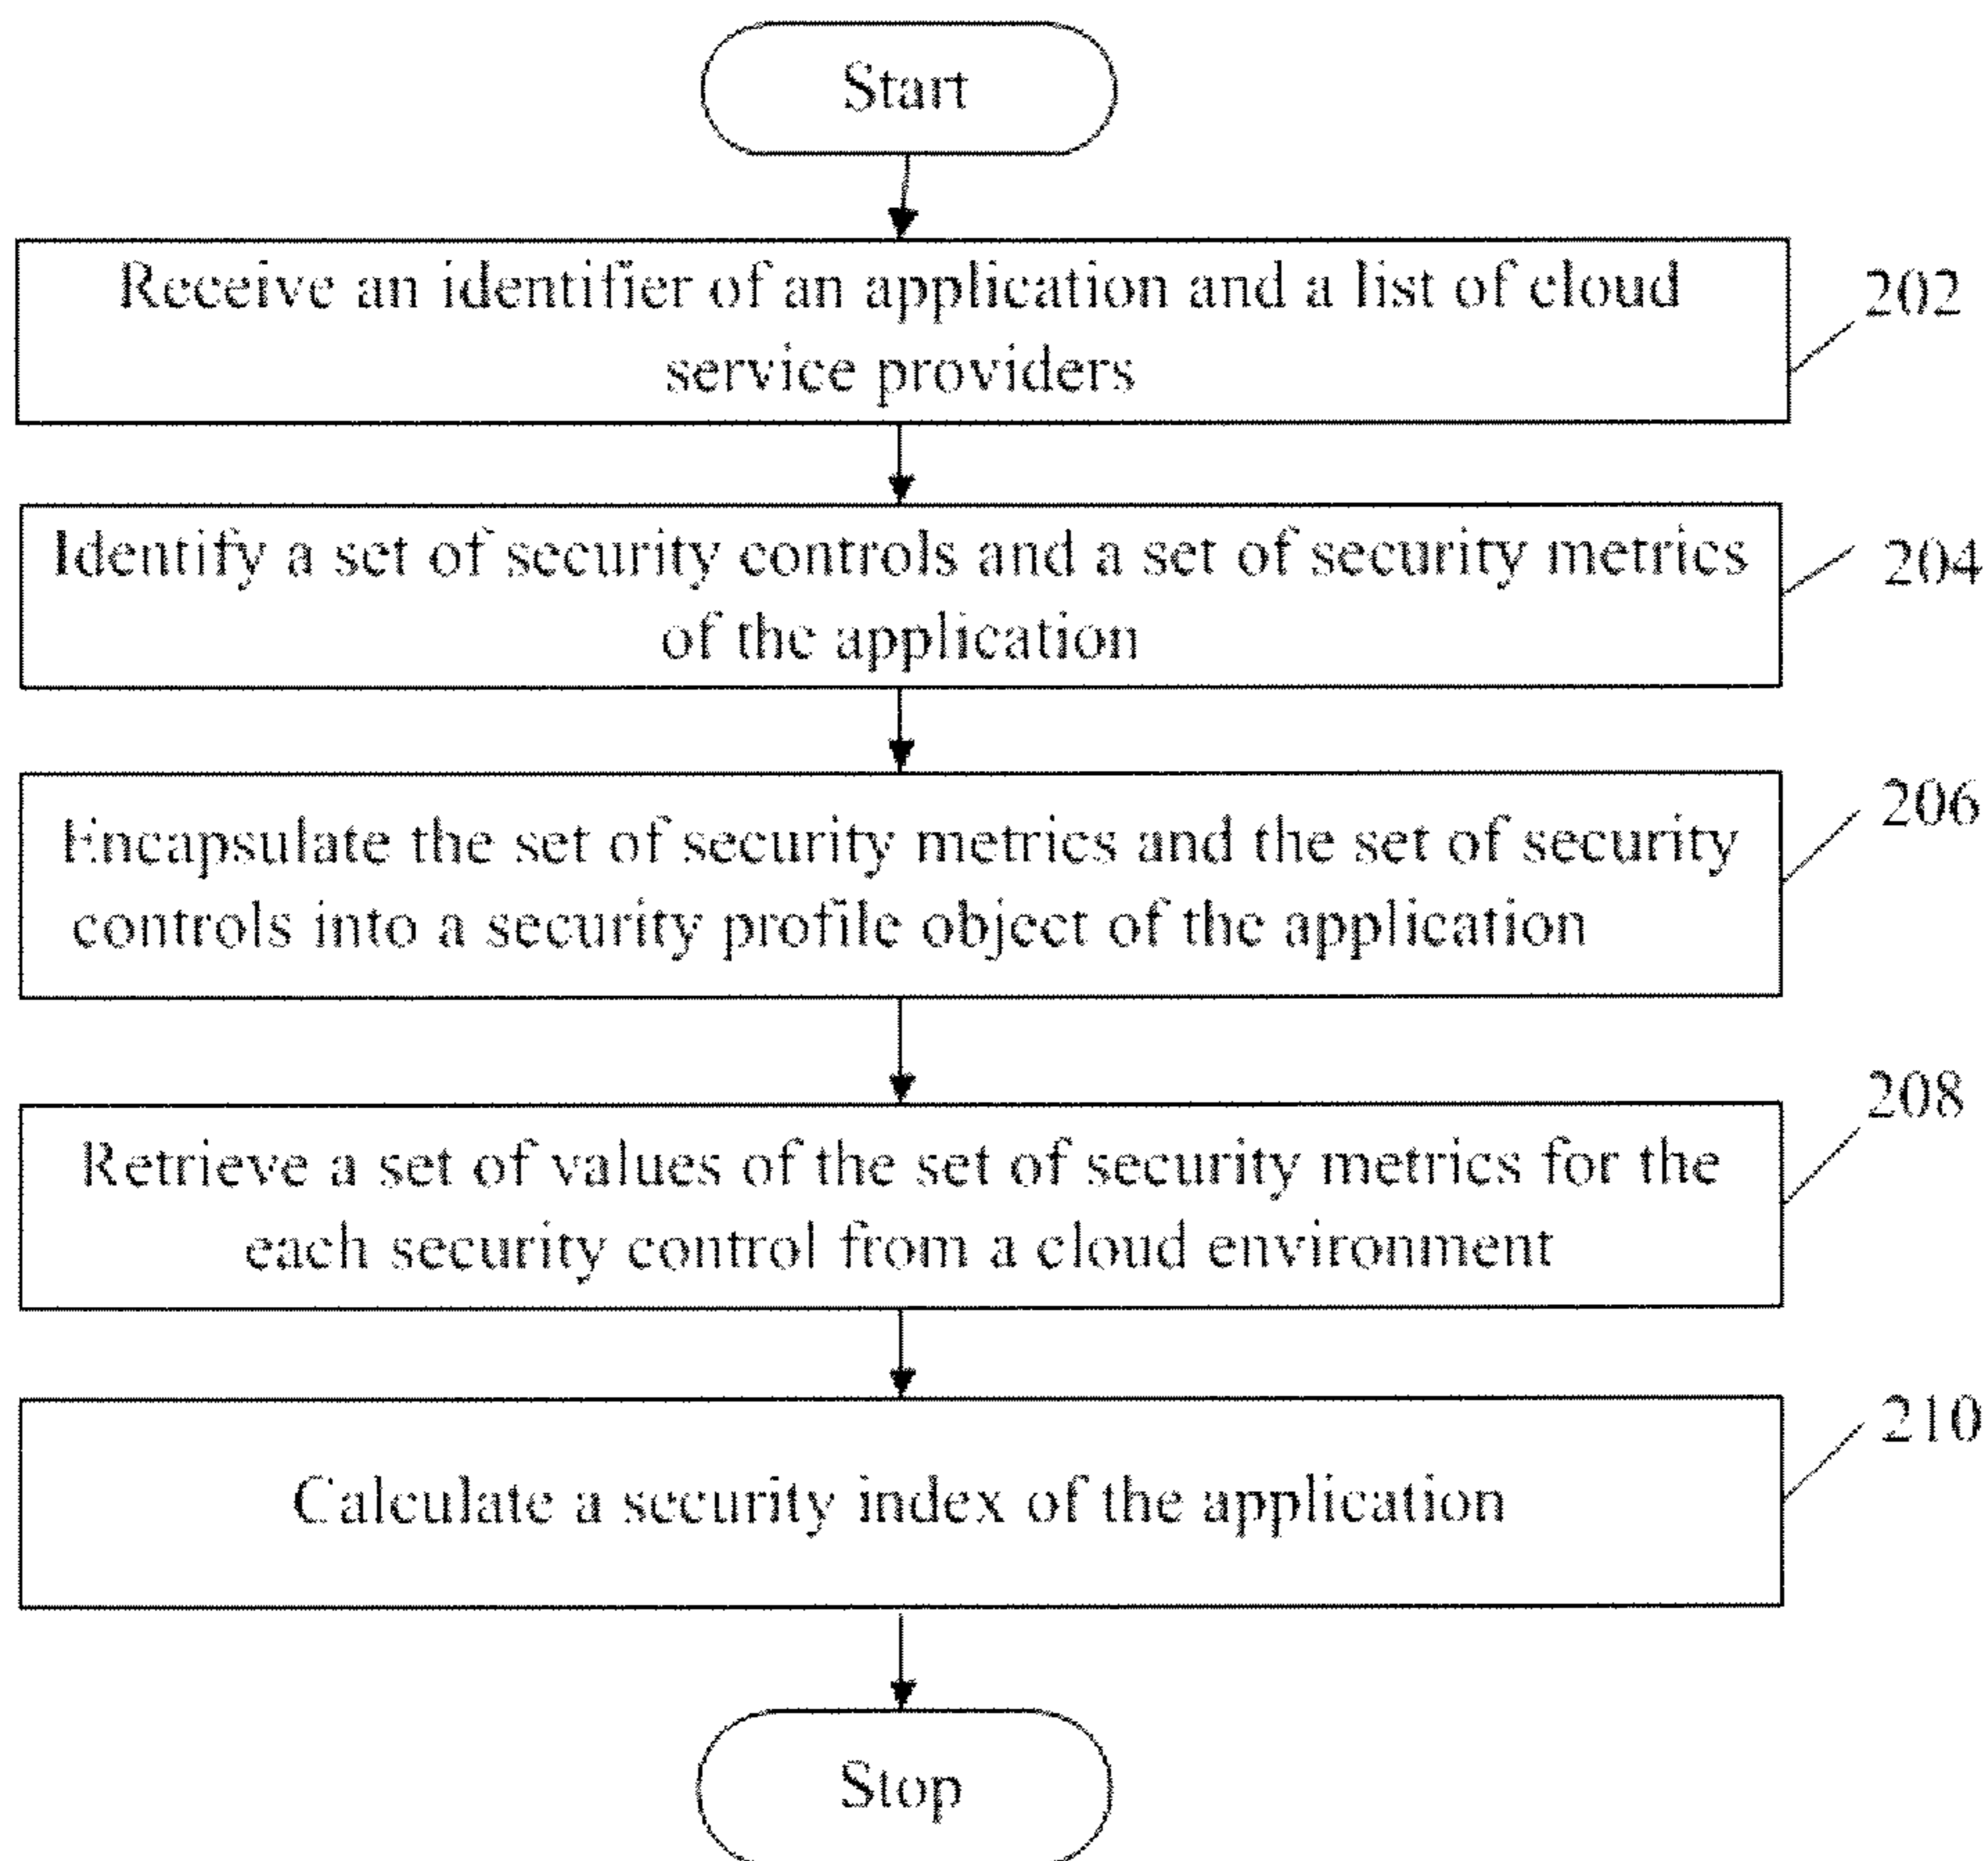 Start
Receive an identifier of an application and a list of cloud
service providers
202
Identify a set of security controls and a set of security metrics
of the application
204
Encapsulate the set of security metrics and the set of security
controls into a security profile object of the application
206
Retrieve a set of values of the set of security metrics for the
each security control from a cloud environment
208
Calculate a security index of the application
210
Stop